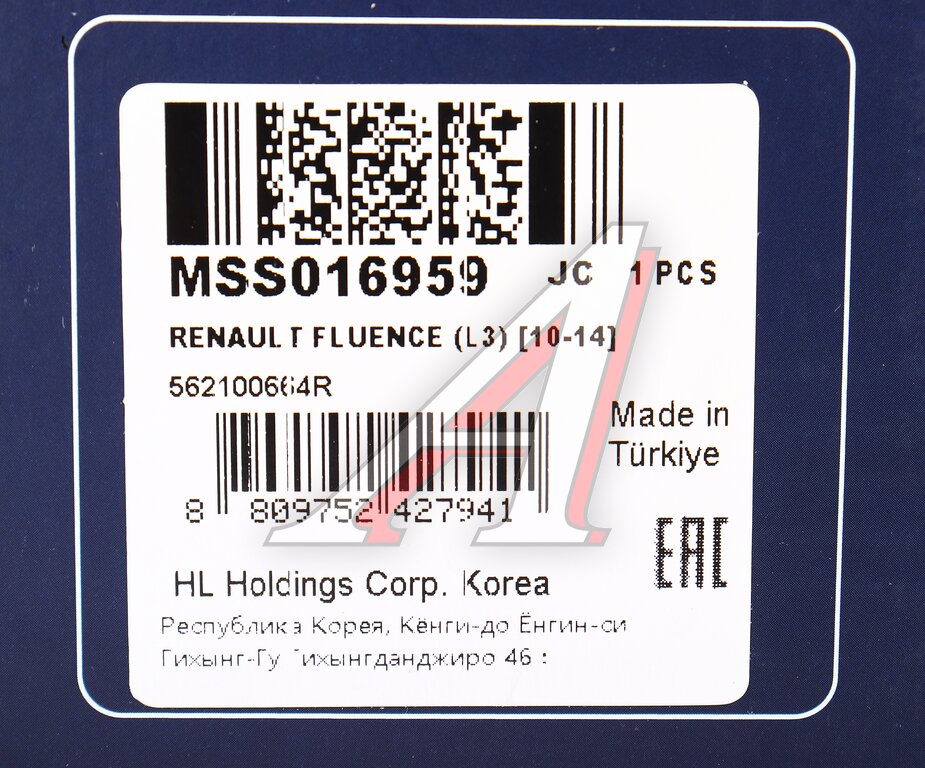 MSS016959 JC 1 PCS
RENAULT FLUENCE (L3) [10-14]
562100664R
Made in
Türkiye
8 809752 427941
EAC
HL Holdings Corp. Korea
Республика Корея, Кёнги-до Ёнгин-си
Гихынг-Гу Гихынгданджиро 46 :